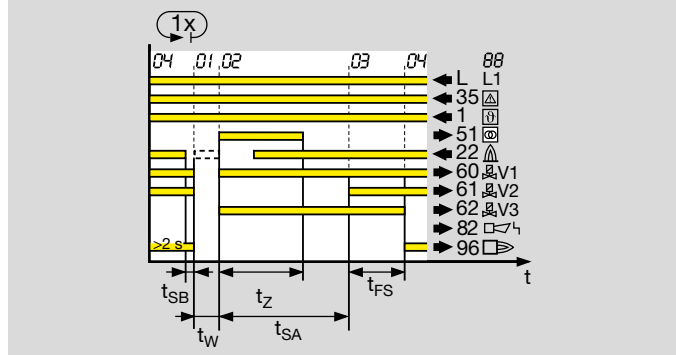 1x
04 01 02 03 04 88
L L1
35
1 ϑ
51
22
60 V1
61 V2
62 V3
82
>2 s 96
t
tSB tZ tFS
tW tSA